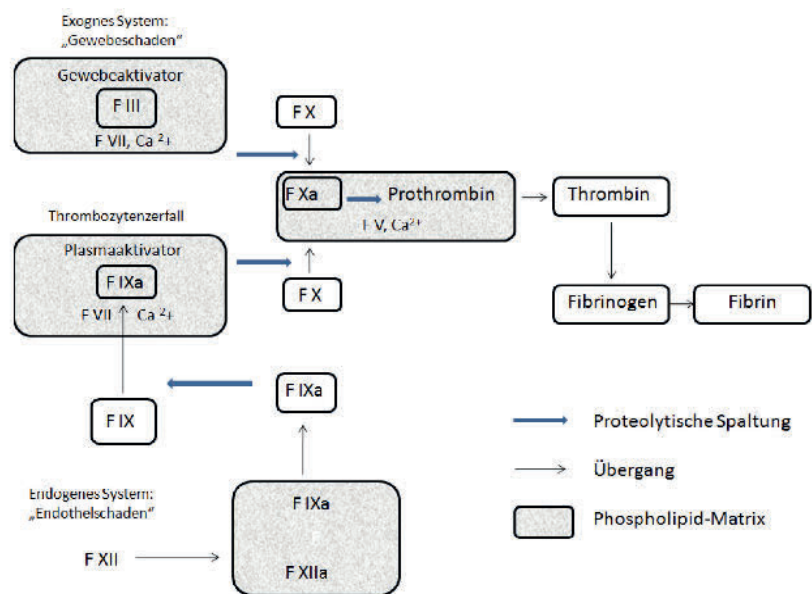 Exognes System:
„Gewebeschaden“
Gewebeaktivator
F III
F VII, Ca 2+
F X
F Xa
Prothrombin
F V, Ca2+
Thrombin
Fibrinogen
Fibrin
Thrombozytenzerfall
Plasmaaktivator
F IXa
F VII Ca 2+
F X
F IX
F IXa
Endogenes System:
„Endothelschaden“
F XII
F IXa
F XIIa
Proteolytische Spaltung
Übergang
Phospholipid-Matrix